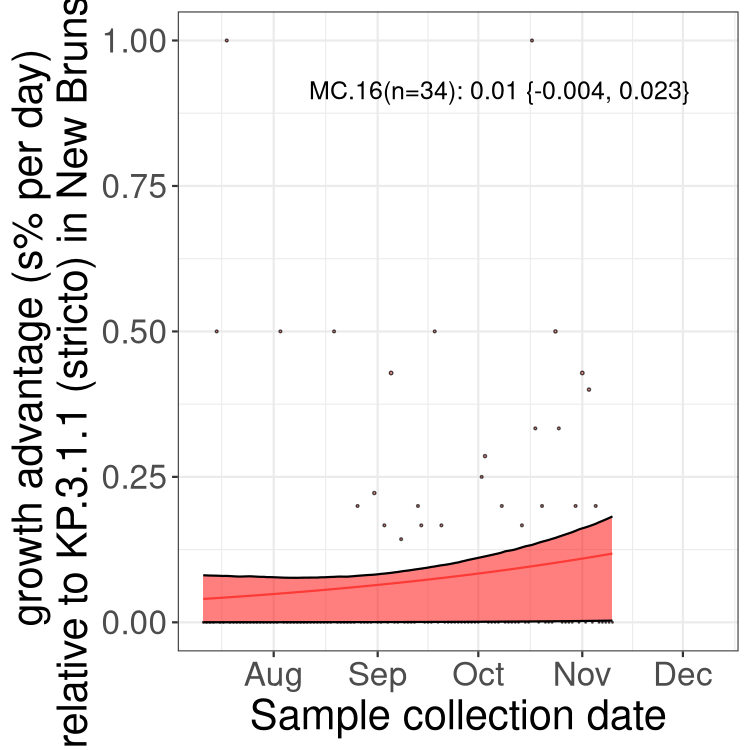 growth advantage (s% per day)
relative to KP.3.1.1 (stricto) in New Bruns
1.00
0.75
0.50
0.25
0.00
MC.16(n=34): 0.01 {-0.004, 0.023}
Aug Sep Oct Nov Dec
Sample collection date